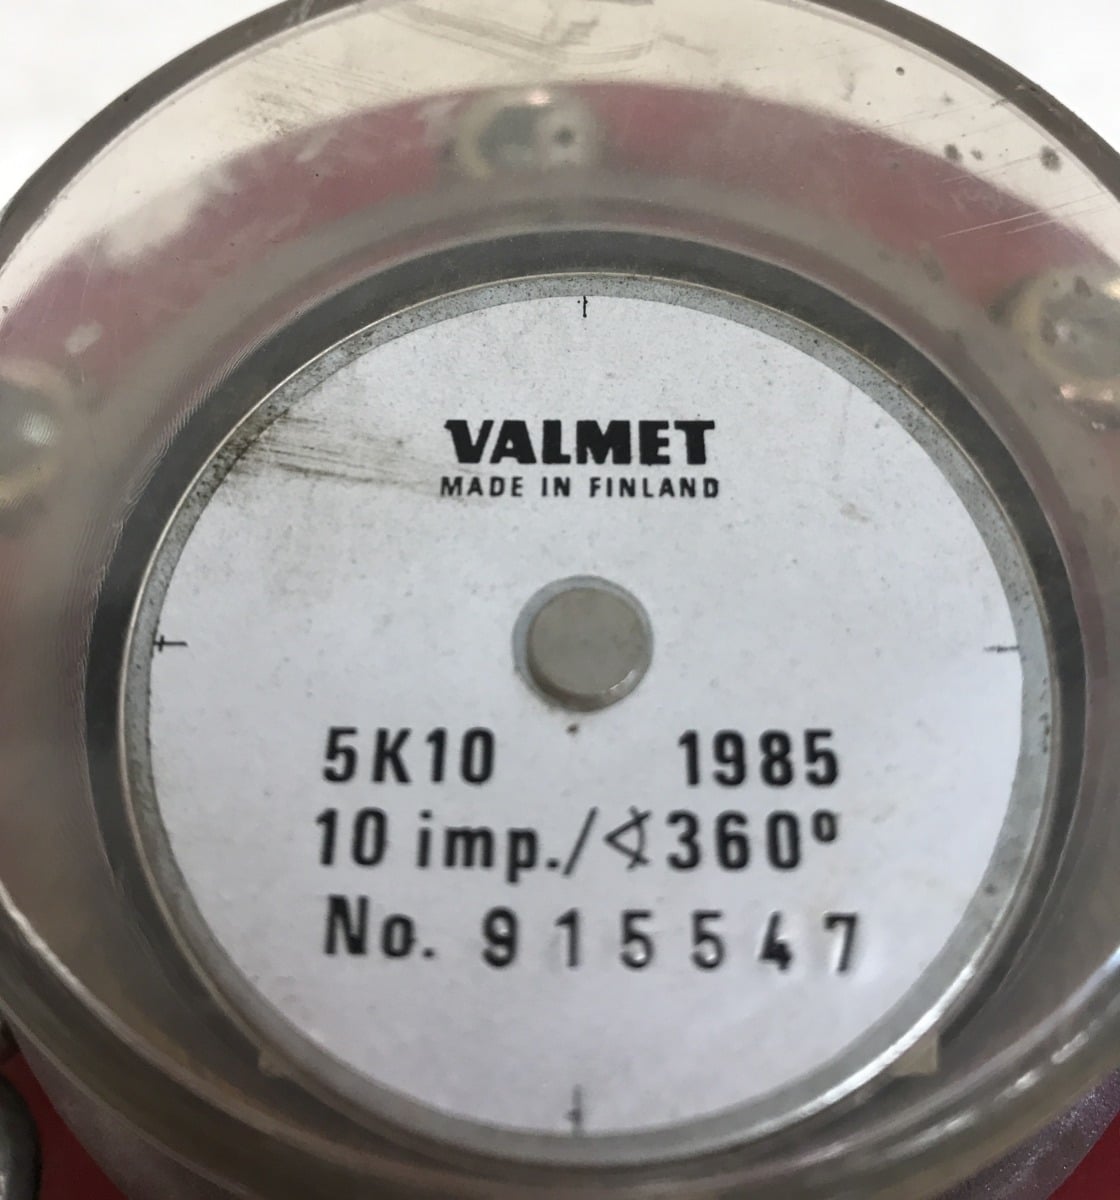 VALMET
MADE IN FINLAND
5K10 1985
10 imp./∢360°
No. 915547